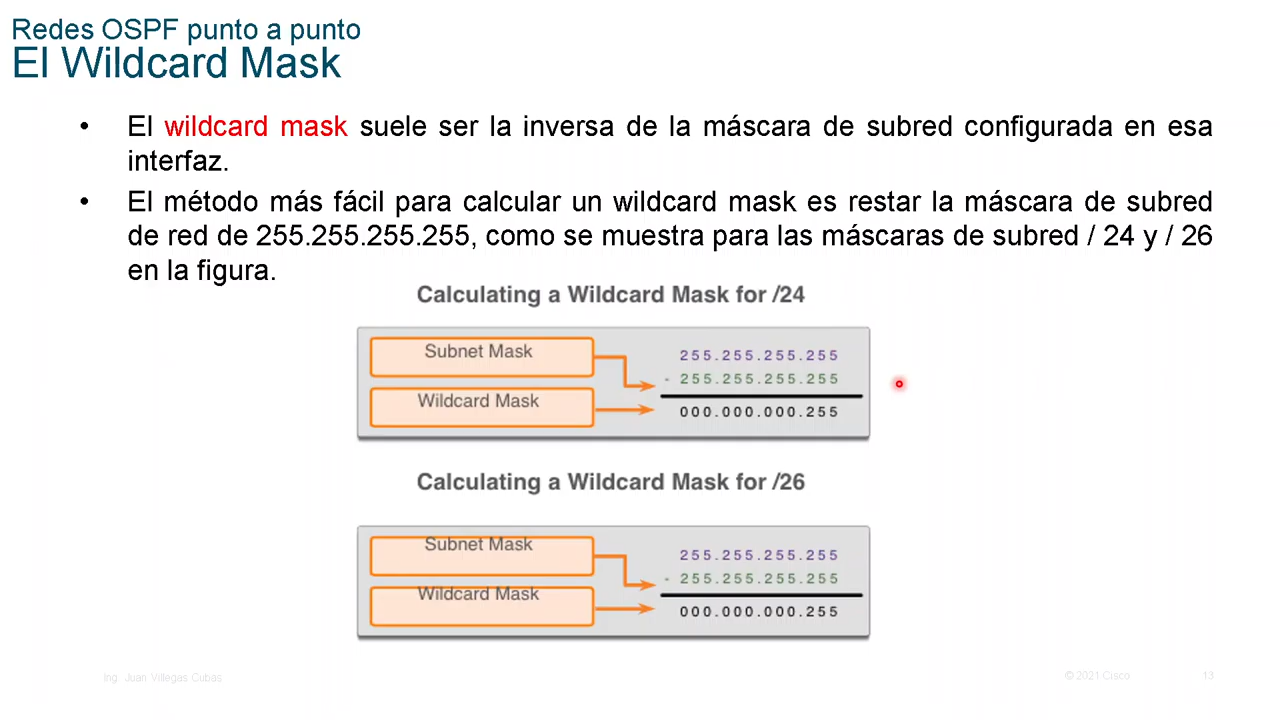 Redes OSPF punto a punto
El Wildcard Mask
• El wildcard mask suele ser la inversa de la máscara de subred configurada en esa
interfaz.
• El método más fácil para calcular un wildcard mask es restar la máscara de subred
de red de 255.255.255.255, como se muestra para las máscaras de subred / 24 y / 26
en la figura.
Calculating a Wildcard Mask for /24
Subnet Mask
Wildcard Mask
255.255.255.255
- 255.255.255.255
000.000.000.255
Calculating a Wildcard Mask for /26
Subnet Mask
Wildcard Mask
255.255.255.255
- 255.255.255.255
000.000.000.255
Ing. Juan Villegas Cubas
© 2021 Cisco
13